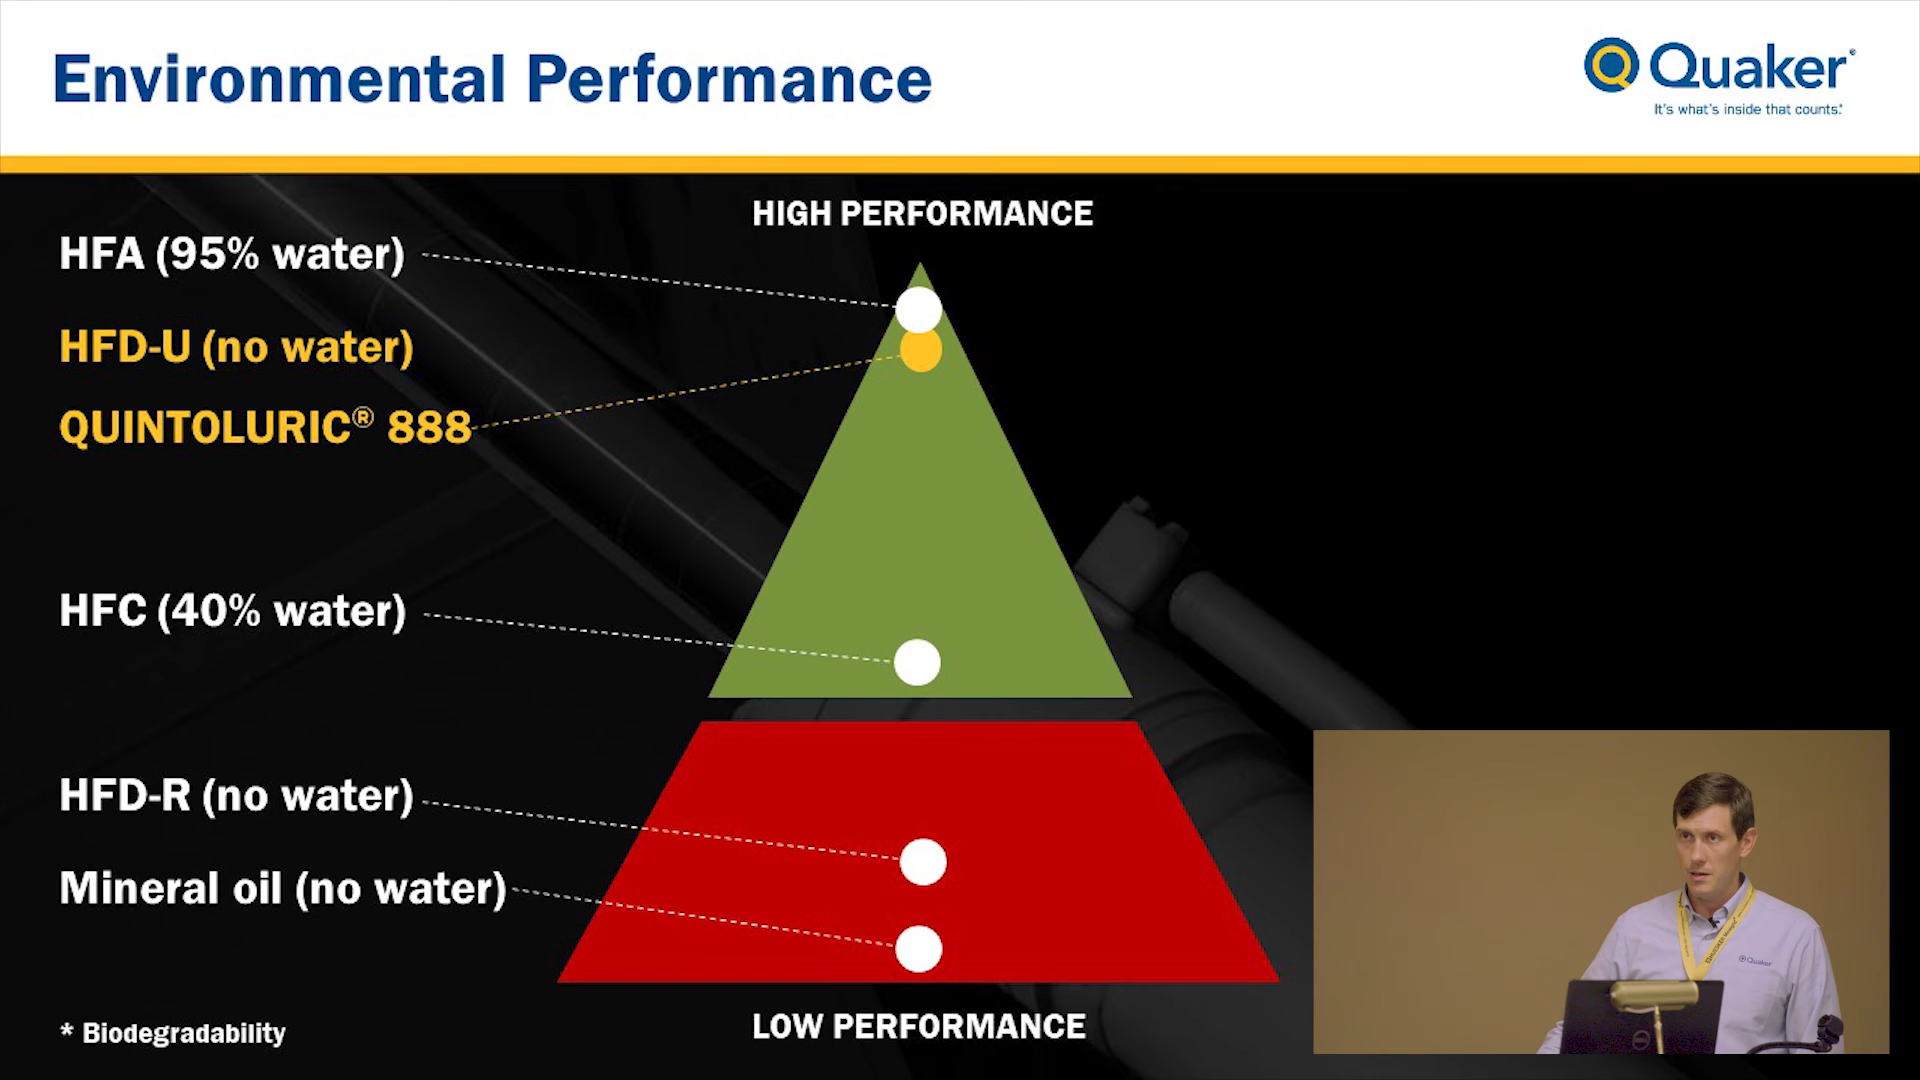 Environmental Performance
Quaker
It's what's inside that counts.®
HIGH PERFORMANCE
HFA (95% water)
HFD-U (no water)
QUINTOLURIC® 888
HFC (40% water)
HFD-R (no water)
Mineral oil (no water)
* Biodegradability
LOW PERFORMANCE
Quaker